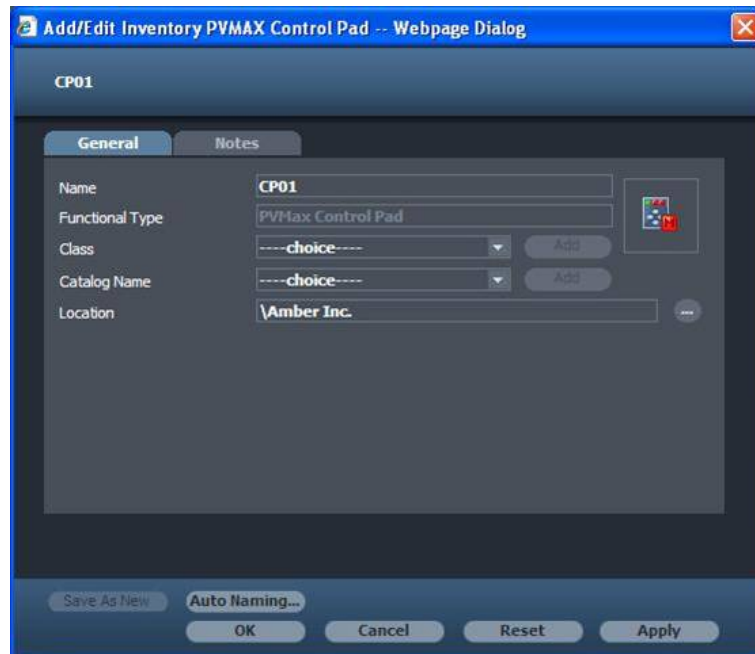 Add/Edit Inventory PVMAX Control Pad -- Webpage Dialog
CP01
General Notes
Name CP01
Functional Type PVMax Control Pad
Class ----choice---- Add
Catalog Name ----choice---- Add
Location \Amber Inc. ...
Save As New Auto Naming...
OK Cancel Reset Apply